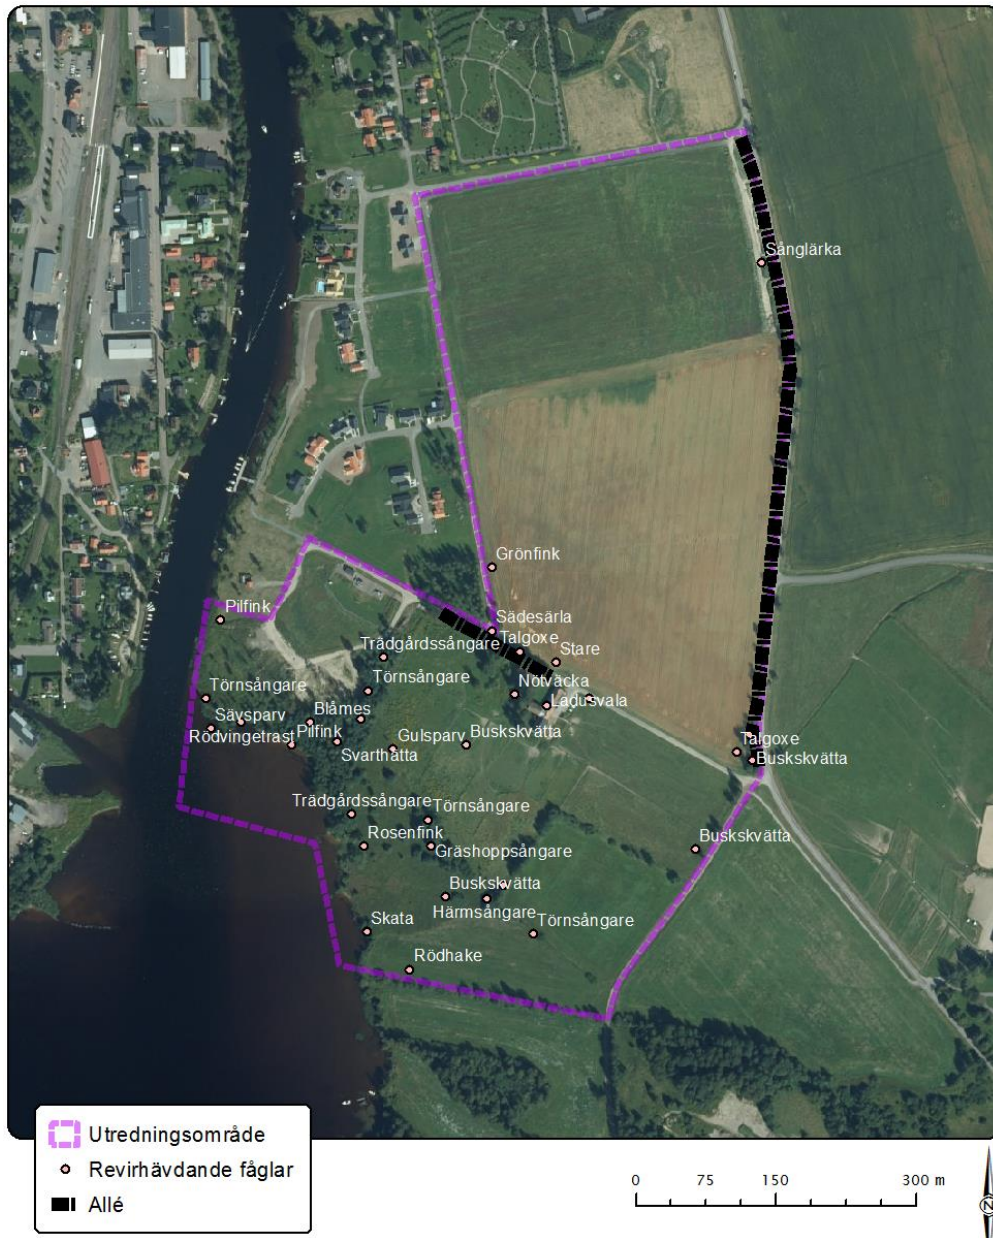 Sånglärka
Grönfink
Sädesärla
Pilfink
Talgoxe
Trädgårdssångare
Stare
Törnsångare
Nötväcka
Törnsångare
Ladusvala
Sävsparv
Blåmes
Rödvingetrast
Pilfink
Gulsparv
Buskskvätta
Svarthätta
Talgoxe
Buskskvätta
Trädgårdssångare
Törnsångare
Rosenfink
Gräshoppsångare
Buskskvätta
Buskskvätta
Härmsångare
Skata
Törnsångare
Rödhake
Utredningsområde
Revirhävdande fåglar
Allé
0 75 150 300 m
N